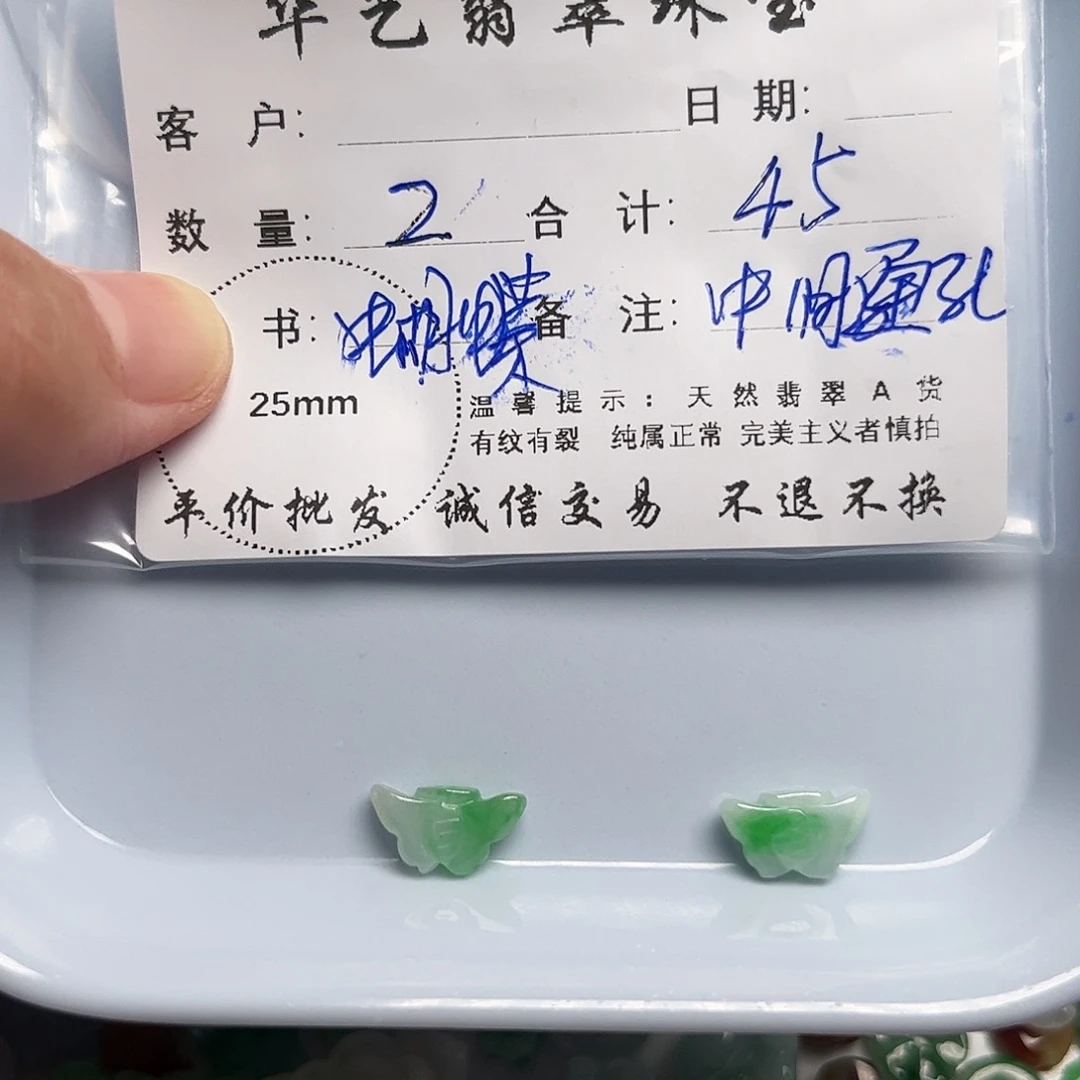 华艺翡翠珠宝
客 户: 日 期:
数 量: 2 合 计: 45
书: 蝴蝶 备 注: 中间通孔
25mm
温馨提示: 天然翡翠A货
有纹有裂 纯属正常 完美主义者慎拍
平价批发 诚信交易 不退不换